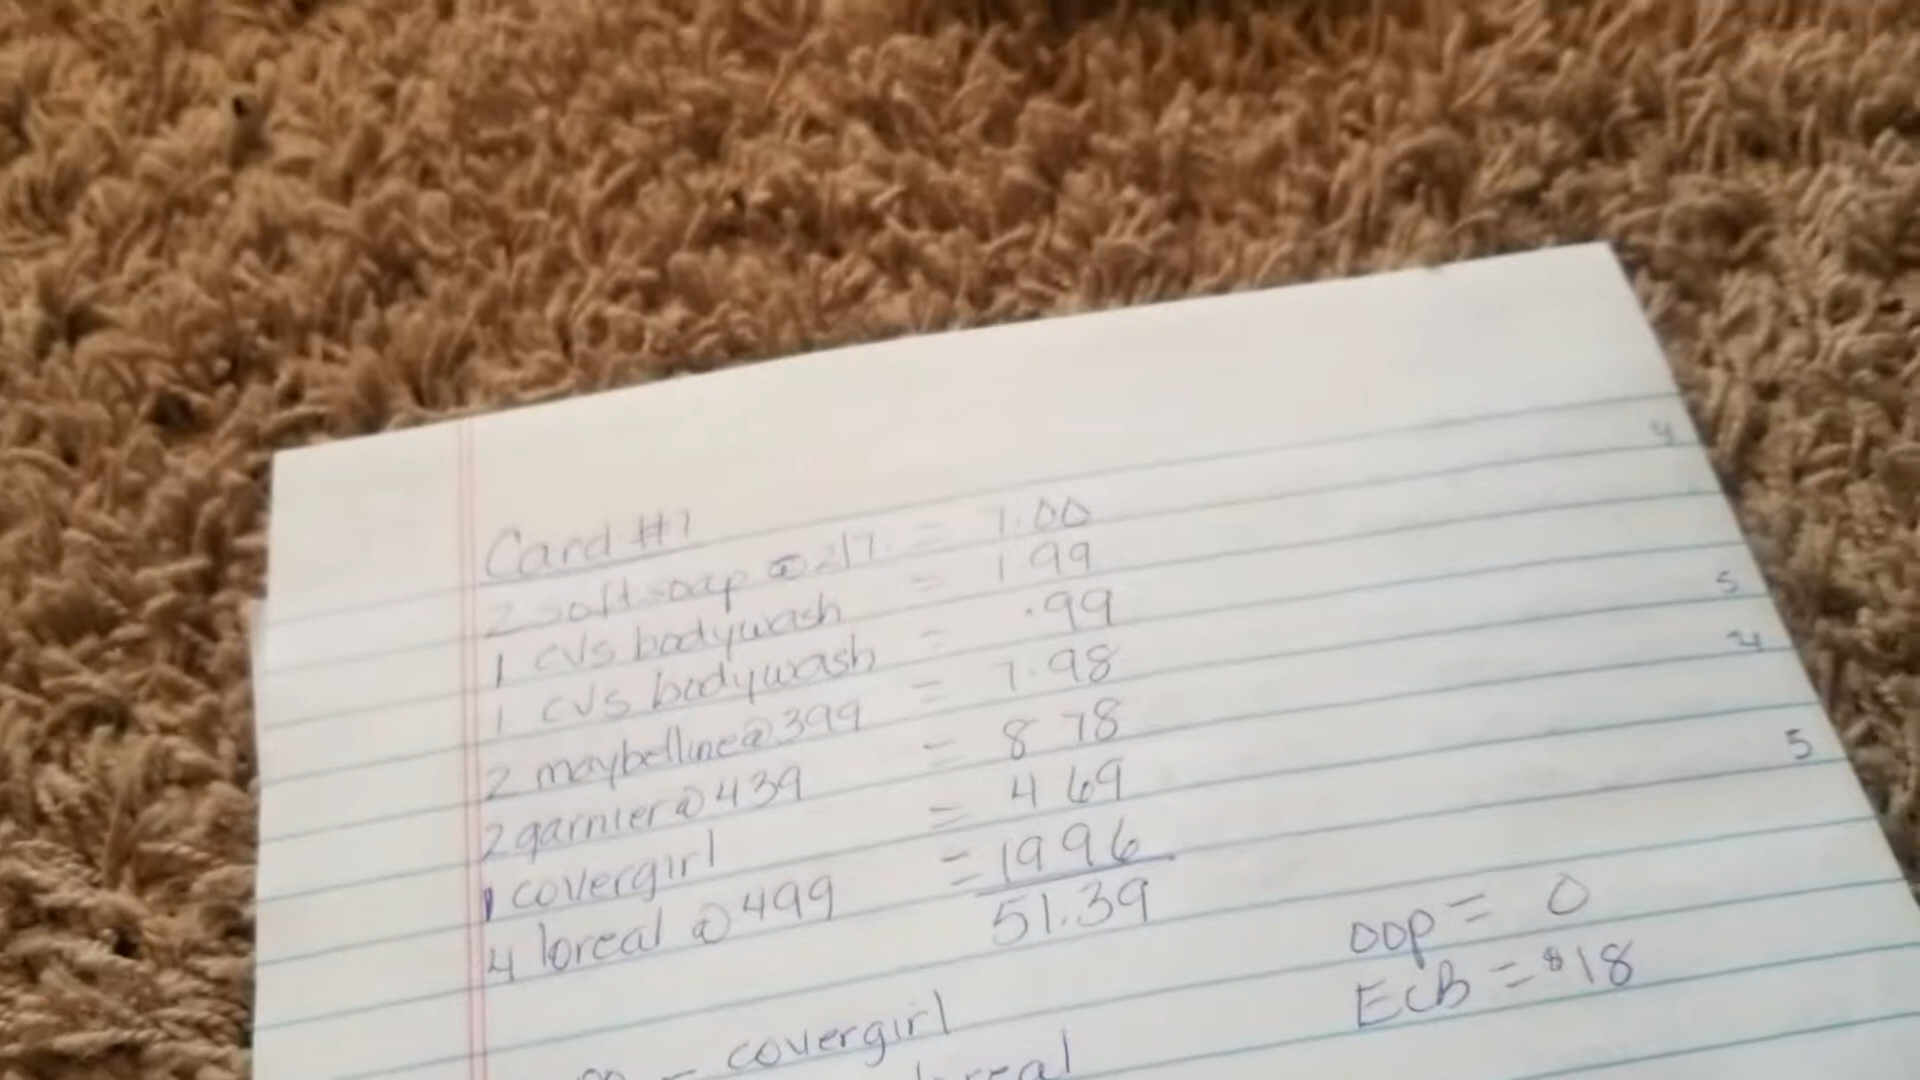 Card #1
2 softsoap @ 2/7. = 7.00
1 cvs bodywash = 1 99
1 cvs bodywash = .99
2 maybelline @ 399 = 7.98
2 garnier @ 439 = 8 78
1 covergirl = 4 69
4 loreal @ 499 = 19 96
51.39
4
5
4
5
OOP = 0
ECB = $18
- covergirl
loreal